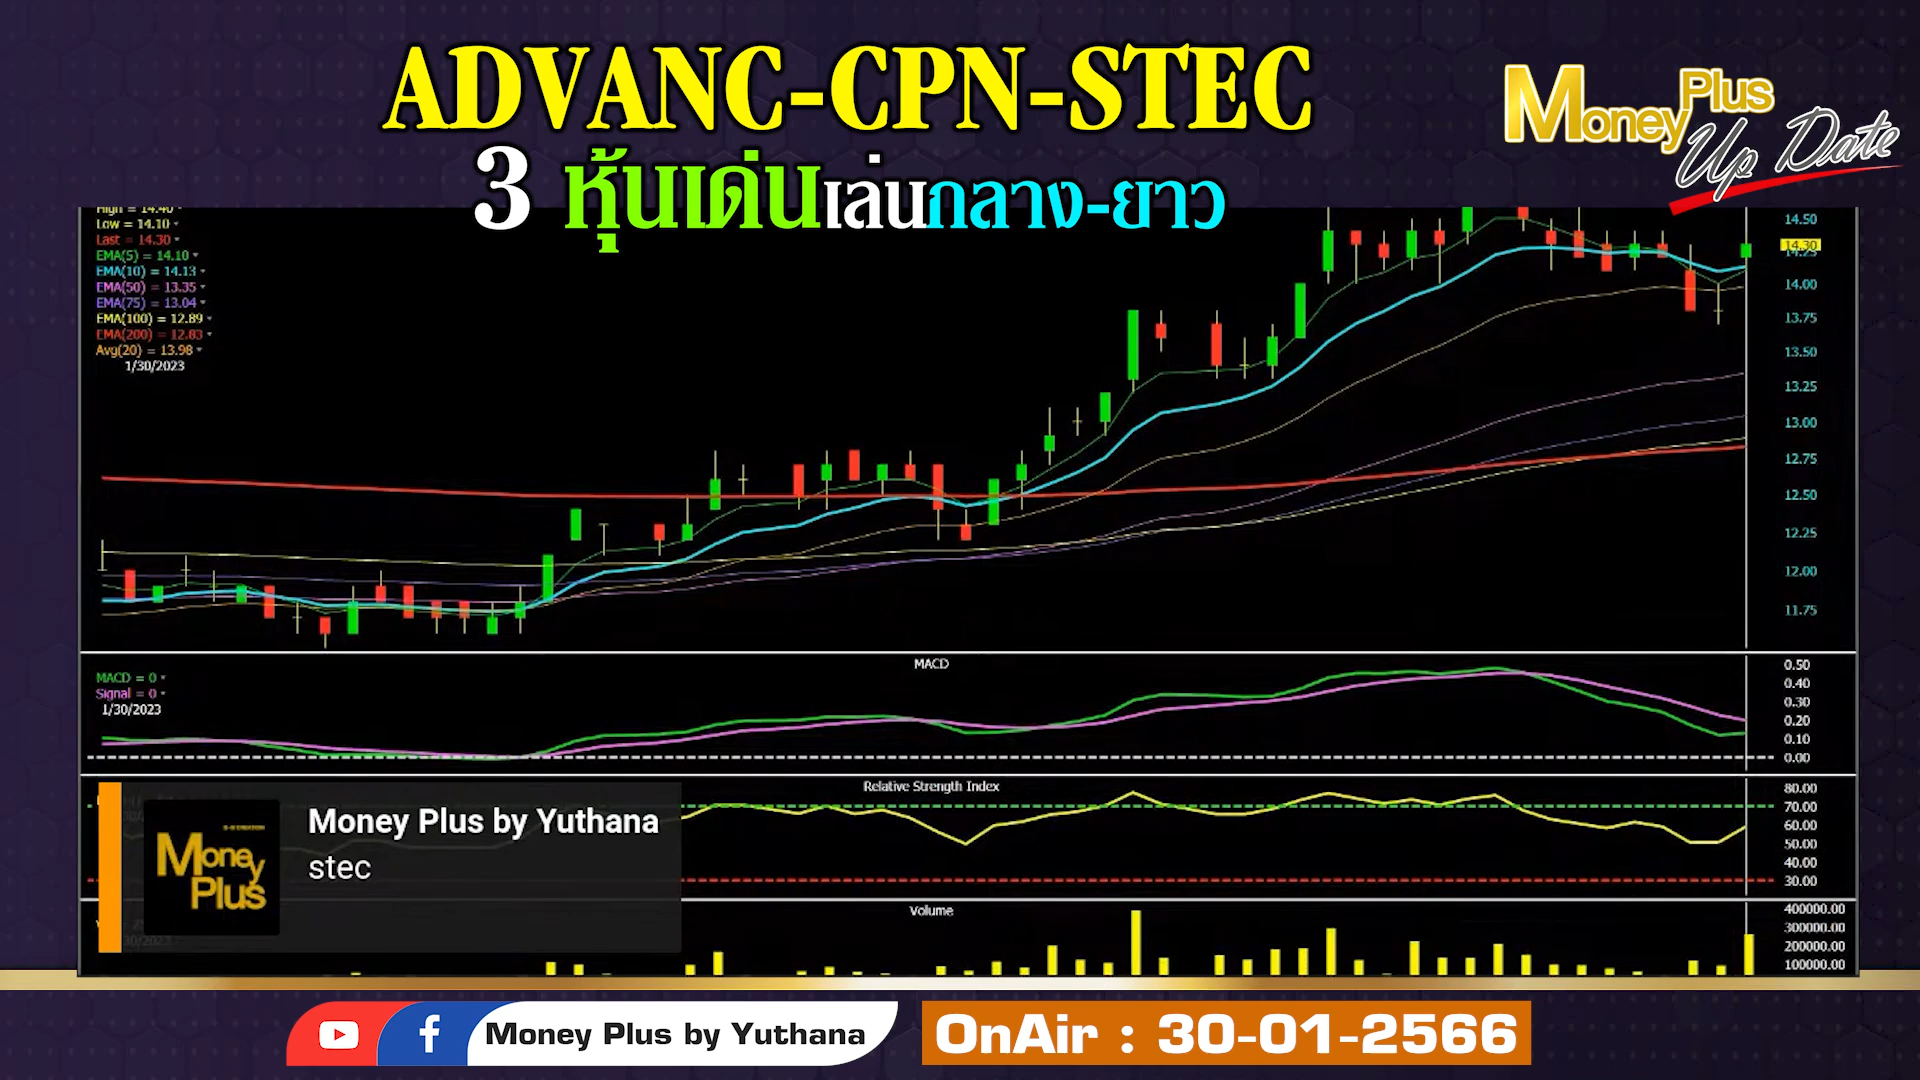 ADVANC-CPN-STEC
3 หุ้นเด่นเล่นกลาง-ยาว
Money Plus
Up Date
High = 14.40
Low = 14.10
Last = 14.30
EMA(5) = 14.10
EMA(10) = 14.13
EMA(50) = 13.35
EMA(75) = 13.04
EMA(100) = 12.89
EMA(200) = 12.83
Avg(20) = 13.98
1/30/2023
14.50
14.30
14.25
14.00
13.75
13.50
13.25
13.00
12.75
12.50
12.25
12.00
11.75
MACD
MACD = 0
Signal = 0
1/30/2023
0.50
0.40
0.30
0.20
0.10
0.00
Relative Strength Index
80.00
70.00
60.00
50.00
40.00
30.00
Money Plus by Yuthana
stec
Money
Plus
Volume
400000.00
300000.00
200000.00
100000.00
Money Plus by Yuthana
OnAir : 30-01-2566